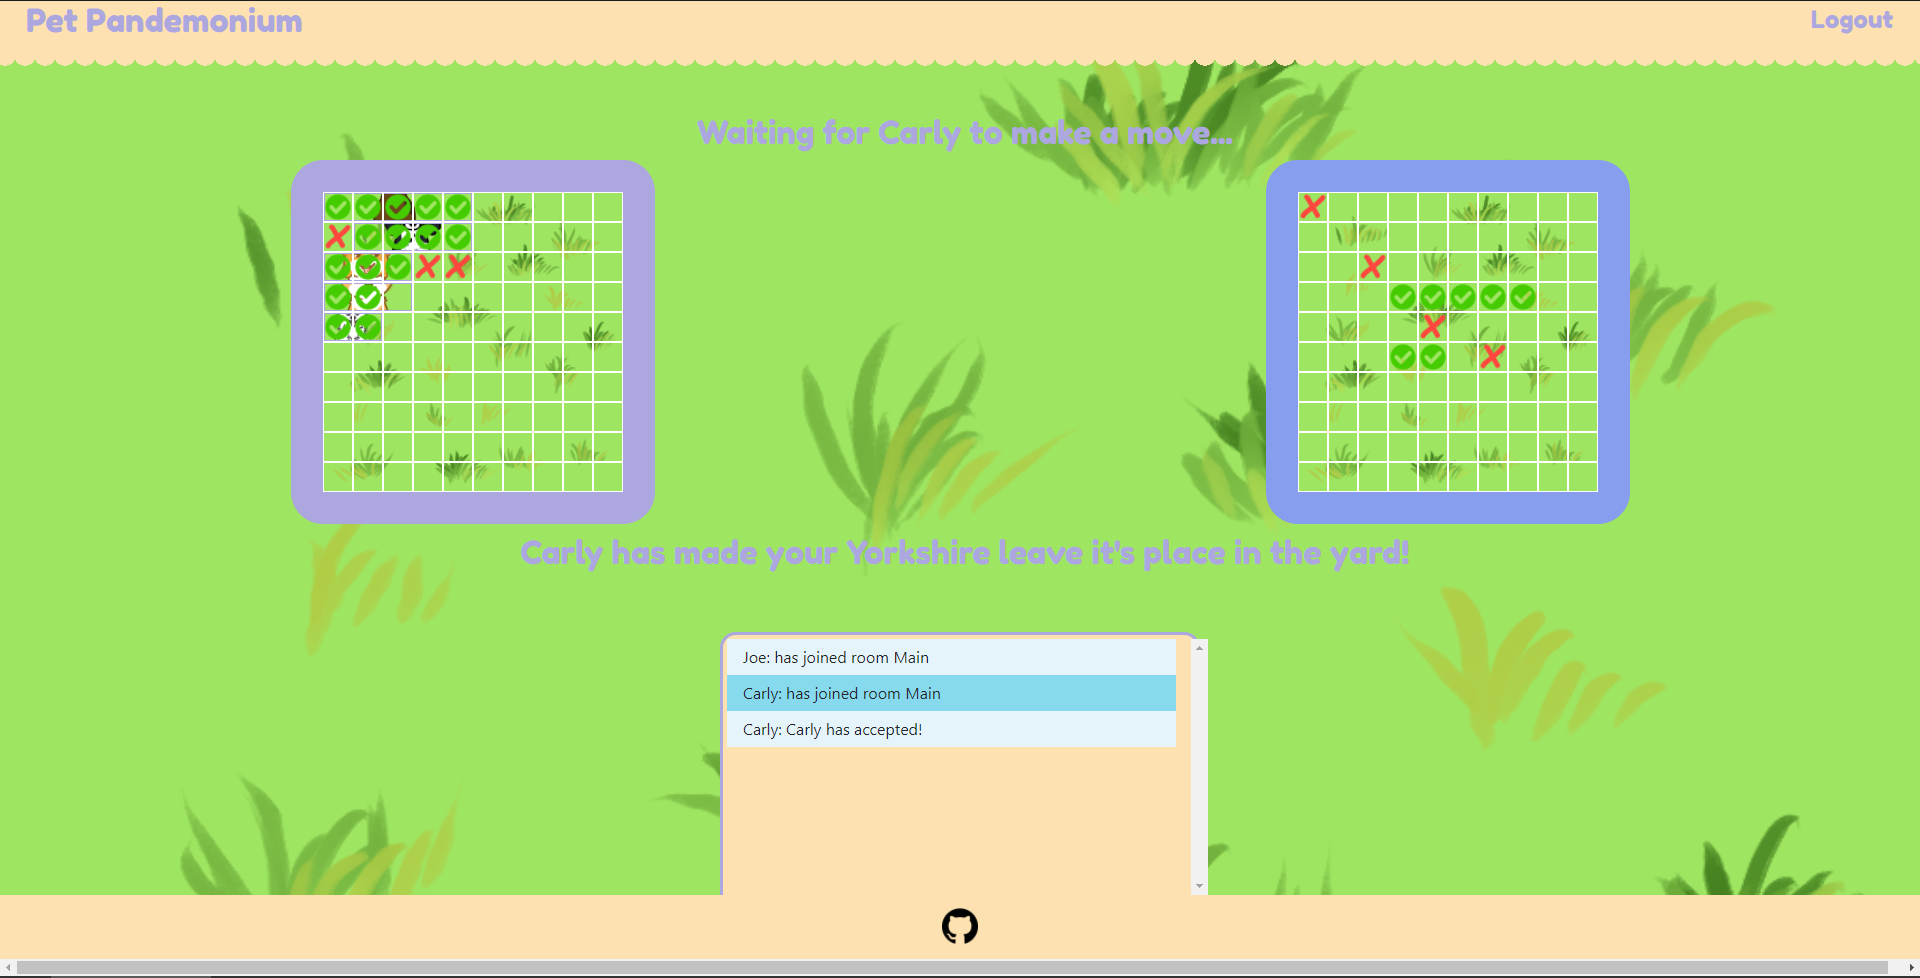 Pet Pandemonium
Logout
Waiting for Carly to make a move...
Carly has made your Yorkshire leave it's place in the yard!
Joe: has joined room Main
Carly: has joined room Main
Carly: Carly has accepted!